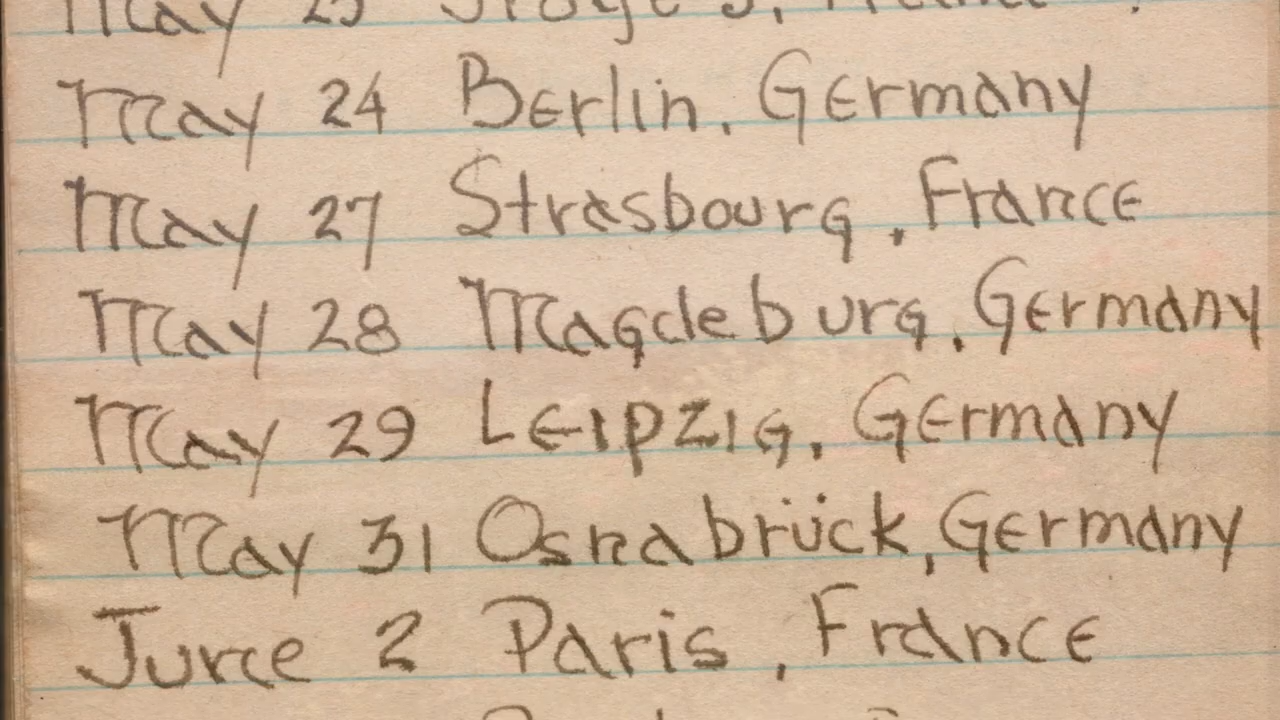 May 24 Berlin, Germany
May 27 Strasbourg, France
May 28 Magdeburg, Germany
May 29 Leipzig, Germany
May 31 Osnabrück, Germany
June 2 Paris, France